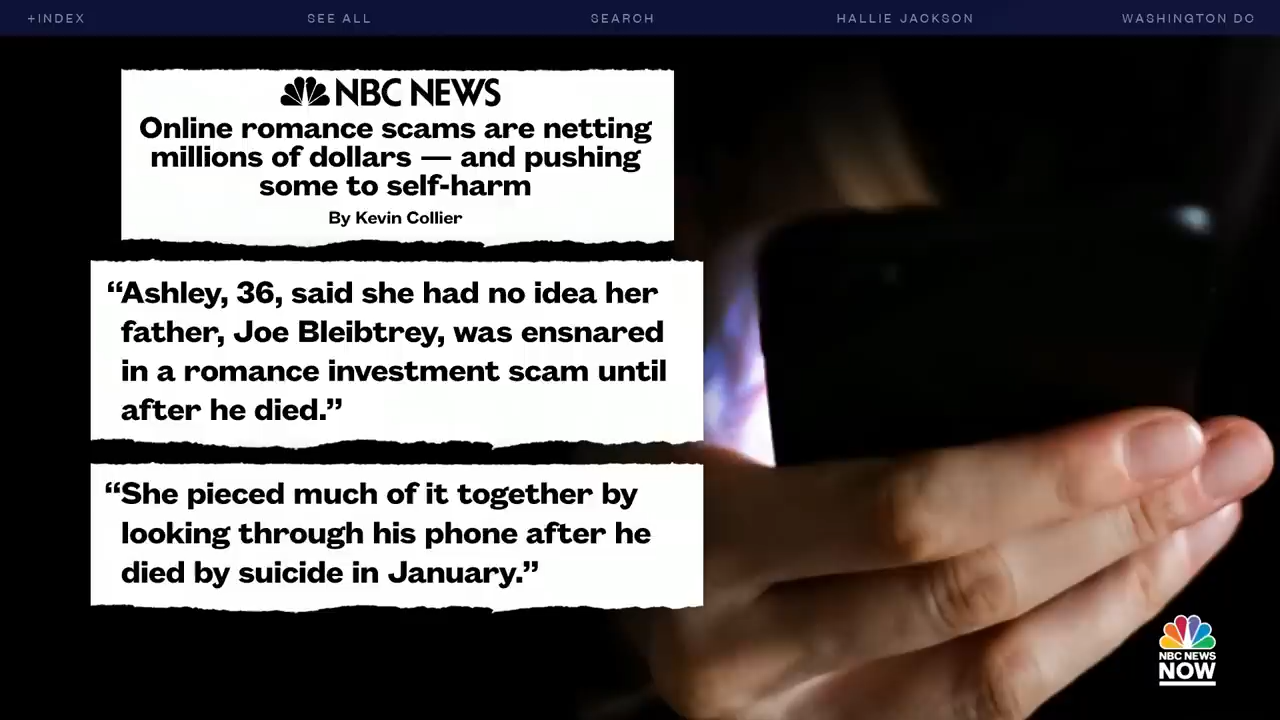 +INDEX SEE ALL SEARCH HALLIE JACKSON WASHINGTON DC
NBC NEWS
Online romance scams are netting
millions of dollars — and pushing
some to self-harm
By Kevin Collier
“Ashley, 36, said she had no idea her
father, Joe Bleibtrey, was ensnared
in a romance investment scam until
after he died.”
“She pieced much of it together by
looking through his phone after he
died by suicide in January.”
NBC NEWS
NOW